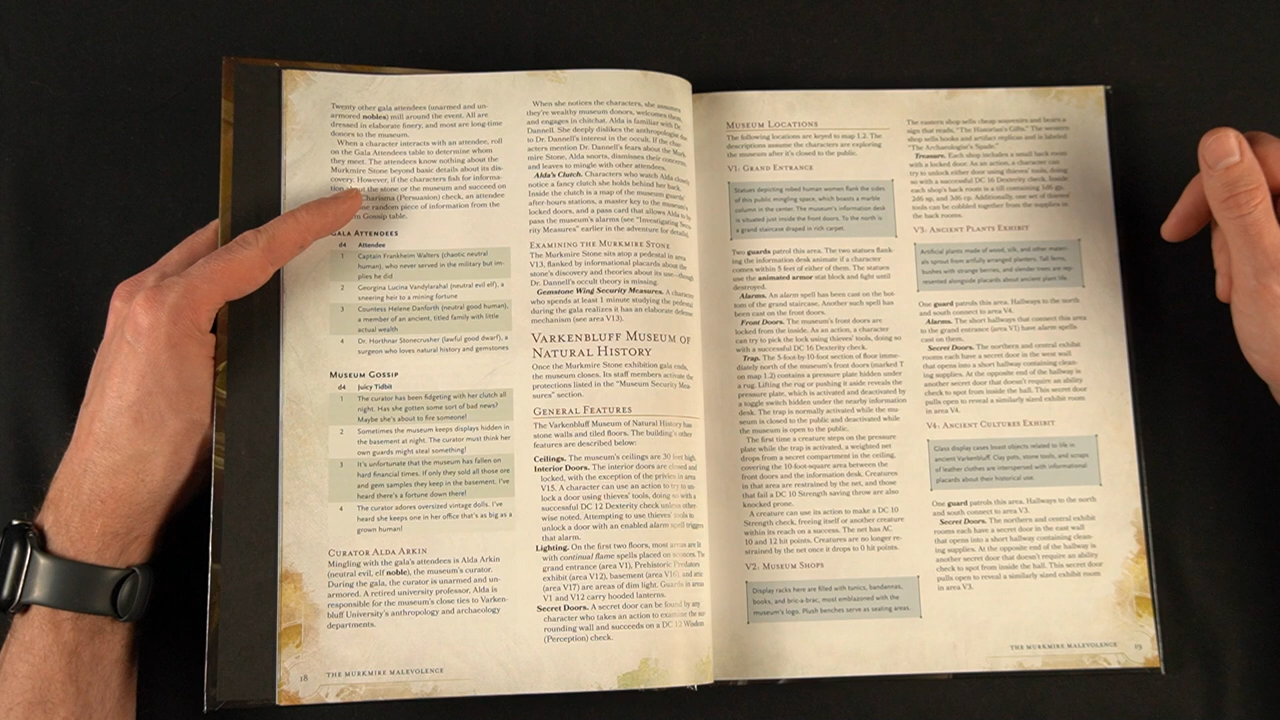 Twenty other gala attendees (unarmed and un-
armored nobles) mill around the event. All are
dressed in elaborate finery, and most are long-time
donors to the museum.
When a character interacts with an attendee, roll
on the Gala Attendees table to determine whom
they meet. The attendees know nothing about the
Murkmire Stone beyond basic details about its dis-
covery. However, if the characters fish for informa-
tion about the stone or the museum and succeed on
Charisma (Persuasion) check, an attendee
one random piece of information from the
Gossip table.
Gala Attendees
d4 Attendee
1 Captain Frankheim Walters (chaotic neutral
human), who never served in the military but im-
plies he did
2 Georgina Lucina Vandylarahal (neutral evil elf), a
sneering heir to a mining fortune
3 Countess Helene Danforth (neutral good human),
a member of an ancient, titled family with little
actual wealth
4 Dr. Horthnar Stonecrusher (lawful good dwarf), a
surgeon who loves natural history and gemstones
Museum Gossip
d4 Juicy Tidbit
1 The curator has been fidgeting with her clutch all
night. Has she gotten some sort of bad news?
Maybe she's about to fire someone!
2 Sometimes the museum keeps displays hidden in
the basement at night. The curator must think her
own guards might steal something!
3 It's unfortunate that the museum has fallen on
hard financial times. If only they sold all those ore
and gem samples they keep in the basement. I've
heard there's a fortune down there!
4 The curator adores oversized vintage dolls. I've
heard she keeps one in her office that's as big as a
grown human!
Curator Alda Arkin
Mingling with the gala's attendees is Alda Arkin
(neutral evil, elf noble), the museum's curator.
During the gala, the curator is unarmed and un-
armored. A retired university professor, Alda is
responsible for the museum's close ties to Varken-
bluff University's anthropology and archaeology
departments.
When she notices the characters, she assumes
they're wealthy museum donors, welcomes them,
and engages in chitchat. Alda is familiar with Dr.
Dannell. She deeply dislikes the anthropologist due
to Dr. Dannell's interest in the occult. If the char-
acters mention Dr. Dannell's fears about the Murk-
mire Stone, Alda snorts, dismisses their concerns,
and leaves to mingle with other attendees.
Alda's Clutch. Characters who watch Alda closely
notice a fancy clutch she holds behind her back.
Inside the clutch is a map of the museum guards'
after-hours stations, a master key to the museum's
locked doors, and a pass card that allows Alda to by-
pass the museum's alarms (see "Investigating Secu-
rity Measures" earlier in the adventure for details).
Examining the Murkmire Stone
The Murkmire Stone sits atop a pedestal in area
V13, flanked by informational placards about the
stone's discovery and theories about its use—though
Dr. Dannell's occult theory is missing.
Gemstone Wing Security Measures. A character
who spends at least 1 minute studying the pedestal
during the gala realizes it has an elaborate defense
mechanism (see area V13).
Varkenbluff Museum of
Natural History
Once the Murkmire Stone exhibition gala ends,
the museum closes. Its staff members activate the
protections listed in the "Museum Security Mea-
sures" section.
General Features
The Varkenbluff Museum of Natural History has
stone walls and tiled floors. The building's other
features are described below:
Ceilings. The museum's ceilings are 30 feet high.
Interior Doors. The interior doors are closed and
locked, with the exception of the privies in area
V15. A character can use an action to try to un-
lock a door using thieves' tools, doing so with a
successful DC 12 Dexterity check unless other-
wise noted. Attempting to use thieves' tools to
unlock a door with an enabled alarm spell triggers
that alarm.
Lighting. On the first two floors, most areas are lit
with continual flame spells placed on sconces. The
grand entrance (area V1), Prehistoric Predators
exhibit (area V12), basement (area V16), and attic
(area V17) are areas of dim light. Guards in areas
V1 and V12 carry hooded lanterns.
Secret Doors. A secret door can be found by any
character who takes an action to examine the sur-
rounding wall and succeeds on a DC 12 Wisdom
(Perception) check.
18 The Murkmire Malevolence
Museum Locations
The following locations are keyed to map 1.2. The
descriptions assume the characters are exploring
the museum after it's closed to the public.
V1: Grand Entrance
Statues depicting robed human women flank the sides
of this public, mingling space, which boasts a marble
column in the center. The museum's information desk
is situated just inside the front doors. To the north is
a grand staircase draped in rich carpet.
Two guards patrol this area. The two statues flank-
ing the information desk animate if a character
comes within 5 feet of either of them. The statues
use the animated armor stat block and fight until
destroyed.
Alarms. An alarm spell has been cast on the bot-
tom of the grand staircase. Another such spell has
been cast on the front doors.
Front Doors. The museum's front doors are
locked from the inside. As an action, a character
can try to pick the lock using thieves' tools, doing so
with a successful DC 16 Dexterity check.
Trap. The 5-foot-by-10-foot section of floor imme-
diately north of the museum's front doors (marked T
on map 1.2) contains a pressure plate hidden under
a rug. Lifting the rug or pushing it aside reveals the
pressure plate, which is activated and deactivated by
a toggle switch hidden under the nearby information
desk. The trap is normally activated while the mu-
seum is closed to the public and deactivated while
the museum is open to the public.
The first time a creature steps on the pressure
plate while the trap is activated, a weighted net
drops from a secret compartment in the ceiling,
covering the 10-foot-square area between the
front doors and the information desk. Creatures
in that area are restrained by the net, and those
that fail a DC 10 Strength saving throw are also
knocked prone.
A creature can use its action to make a DC 10
Strength check, freeing itself or another creature
within its reach on a success. The net has AC
10 and 12 hit points. Creatures are no longer re-
strained by the net once it drops to 0 hit points.
V2: Museum Shops
Display racks here are filled with tunics, bandannas,
books, and bric-a-brac, most emblazoned with the
museum's logo. Plush benches serve as seating areas.
The eastern shop sells cheap souvenirs and bears a
sign that reads, "The Historian's Gifts." The western
shop sells books and artifact replicas and is labeled
"The Archaeologist's Spade."
Treasure. Each shop includes a small back room
with a locked door. As an action, a character can
try to unlock either door using thieves' tools, doing
so with a successful DC 16 Dexterity check. Inside
each shop's back room is a till containing 1d6 gp,
2d6 sp, and 3d6 cp. Additionally, one set of thieves'
tools can be cobbled together from the supplies in
the back rooms.
V3: Ancient Plants Exhibit
Artificial plants made of wood, silk, and other materi-
als sprout from artfully arranged planters. Tall ferns,
bushes with strange berries, and slender trees are rep-
resented alongside placards about ancient plant life.
One guard patrols this area. Hallways to the north
and south connect to area V4.
Alarms. The short hallways that connect this area
to the grand entrance (area V1) have alarm spells
cast on them.
Secret Doors. The northern and central exhibit
rooms each have a secret door in the west wall
that opens into a short hallway containing clean-
ing supplies. At the opposite end of the hallway is
another secret door that doesn't require an ability
check to spot from inside the hall. This secret door
pulls open to reveal a similarly sized exhibit room
in area V4.
V4: Ancient Cultures Exhibit
Glass display cases boast objects related to life in
ancient Varkenbluff. Clay pots, stone tools, and scraps
of leather clothes are interspersed with informational
placards about their historical use.
One guard patrols this area. Hallways to the north
and south connect to area V3.
Secret Doors. The northern and central exhibit
rooms each have a secret door in the east wall
that opens into a short hallway containing clean-
ing supplies. At the opposite end of the hallway is
another secret door that doesn't require an ability
check to spot from inside the hall. This secret door
pulls open to reveal a similarly sized exhibit room
in area V3.
The Murkmire Malevolence 19